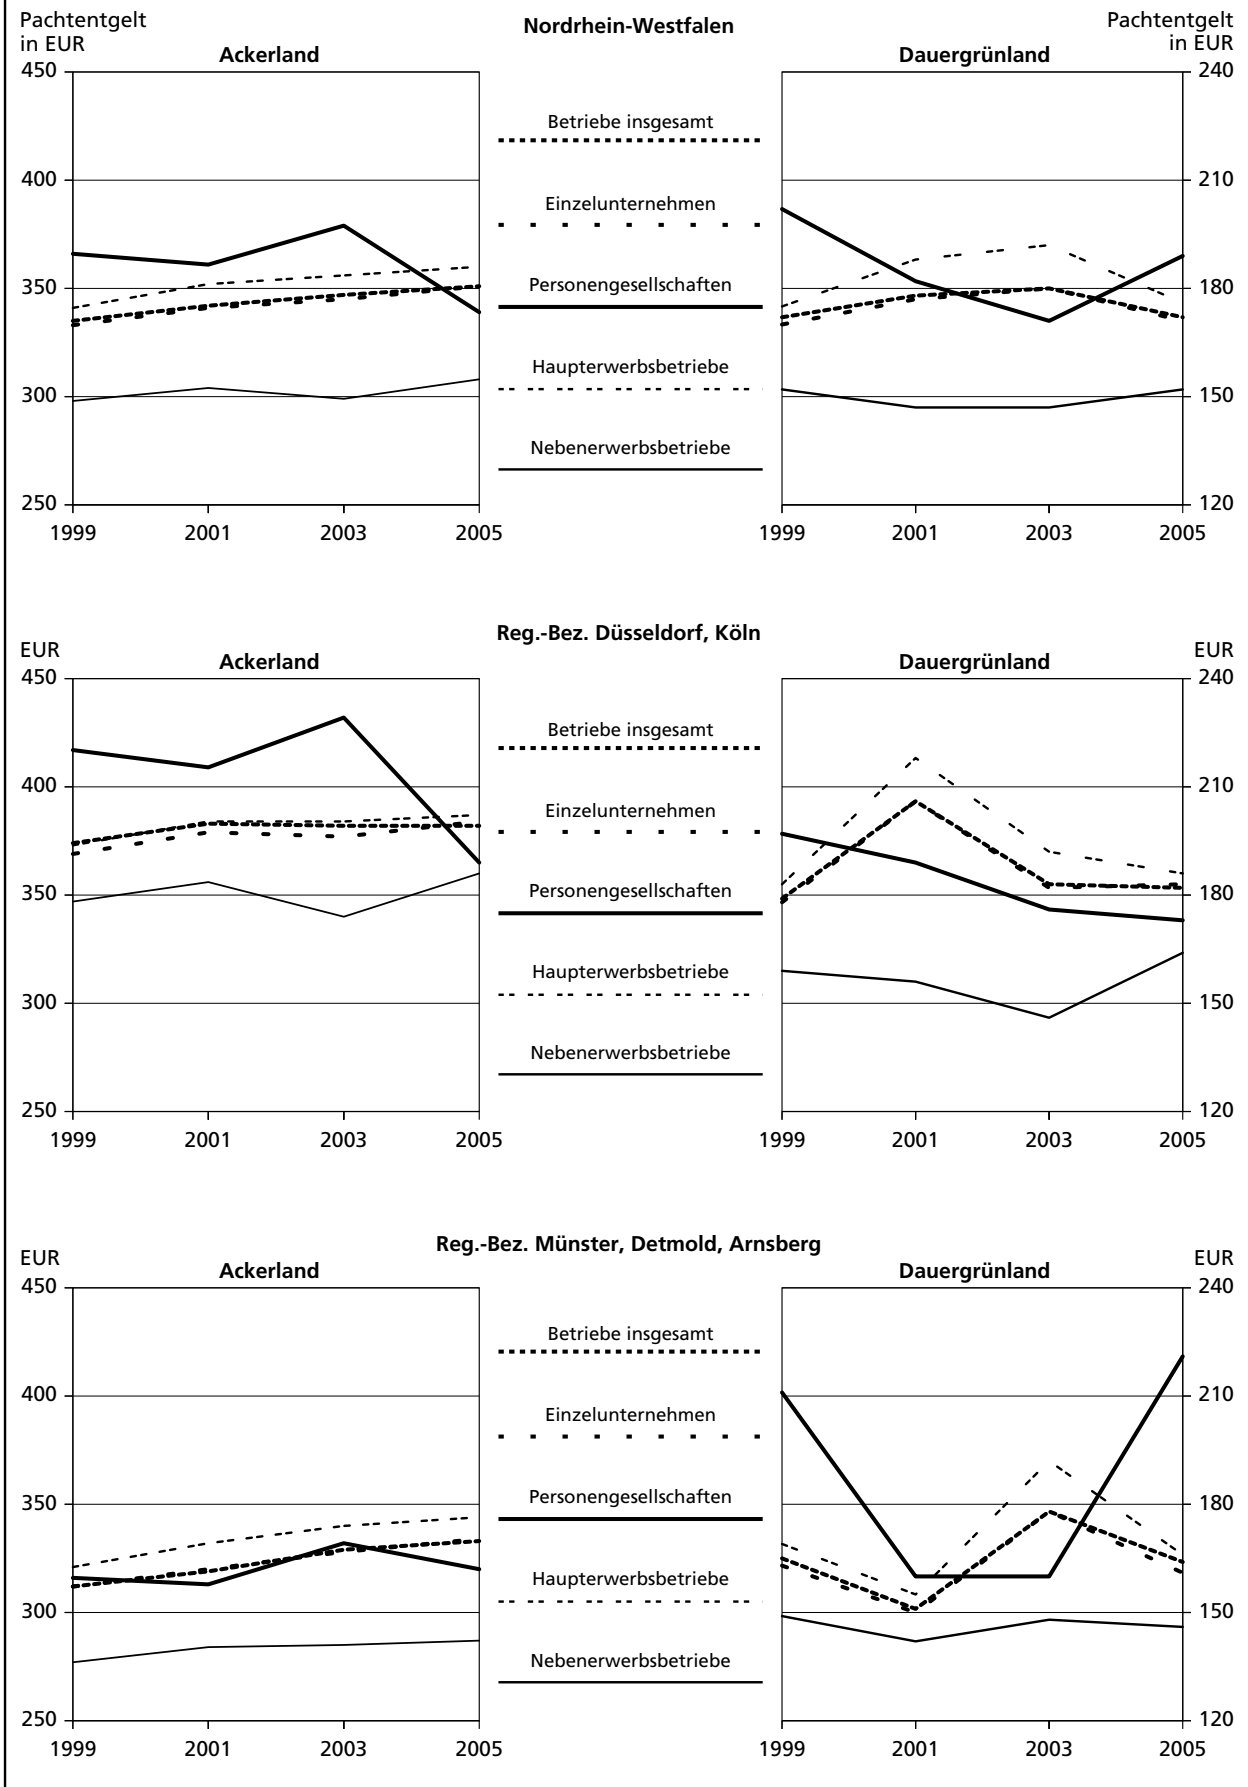 Pachtentgelt
in EUR
Nordrhein-Westfalen
Pachtentgelt
in EUR
Ackerland
Dauergrünland
450
400
350
300
250
1999 2001 2003 2005
Betriebe insgesamt
Einzelunternehmen
Personengesellschaften
Haupterwerbsbetriebe
Nebenerwerbsbetriebe
240
210
180
150
120
1999 2001 2003 2005
Reg.-Bez. Düsseldorf, Köln
EUR
EUR
Ackerland
Dauergrünland
450
400
350
300
250
1999 2001 2003 2005
Betriebe insgesamt
Einzelunternehmen
Personengesellschaften
Haupterwerbsbetriebe
Nebenerwerbsbetriebe
240
210
180
150
120
1999 2001 2003 2005
Reg.-Bez. Münster, Detmold, Arnsberg
EUR
EUR
Ackerland
Dauergrünland
450
400
350
300
250
1999 2001 2003 2005
Betriebe insgesamt
Einzelunternehmen
Personengesellschaften
Haupterwerbsbetriebe
Nebenerwerbsbetriebe
240
210
180
150
120
1999 2001 2003 2005